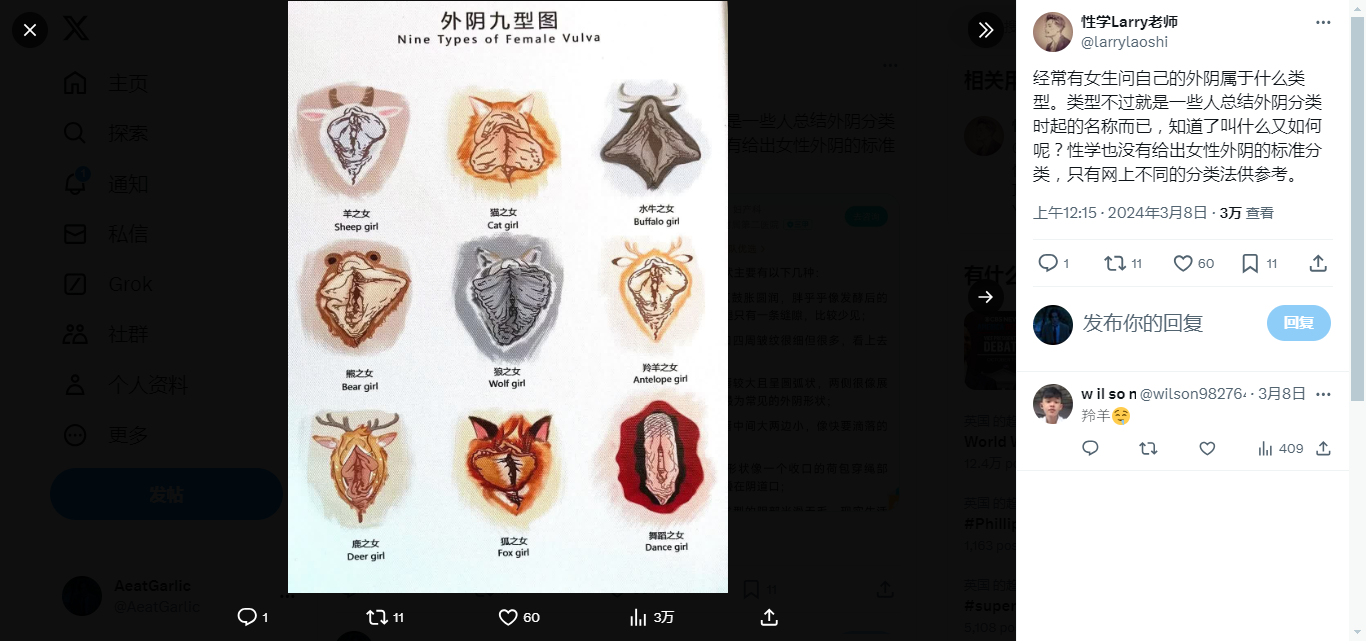 外阴九型图
Nine Types of Female Vulva
羊之女
Sheep girl
猫之女
Cat girl
水牛之女
Buffalo girl
熊之女
Bear girl
狼之女
Wolf girl
羚羊之女
Antelope girl
鹿之女
Deer girl
狐之女
Fox girl
舞蹈之女
Dance girl
1
11
60
3万
主页
探索
通知
私信
Grok
社群
个人资料
更多
发帖
AeatGarlic
@AeatGarlic
性学Larry老师
@larrylaoshi
经常有女生问自己的外阴属于什么类
型。类型不过就是一些人总结外阴分类
时起的名称而已，知道了叫什么又如何
呢？性学也没有给出女性外阴的标准分
类，只有网上不同的分类法供参考。
上午12:15 · 2024年3月8日 · 3万 查看
1
11
60
11
发布你的回复
回复
w il so n @wilson98276 · 3月8日
羚羊🤤
409